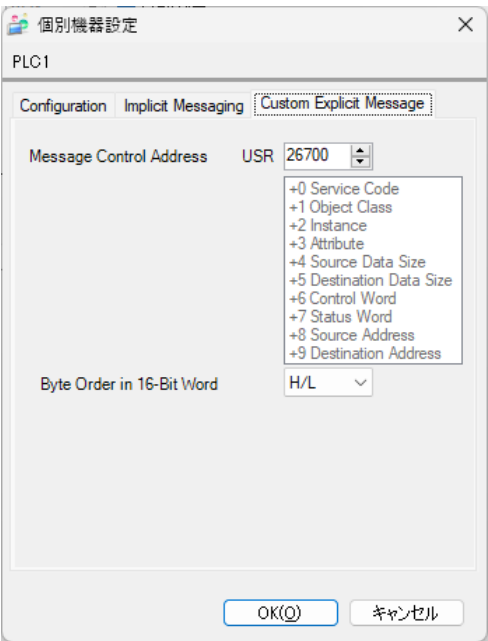 個別機器設定
PLC1
Configuration Implicit Messaging Custom Explicit Message
Message Control Address USR 26700
+0 Service Code
+1 Object Class
+2 Instance
+3 Attribute
+4 Source Data Size
+5 Destination Data Size
+6 Control Word
+7 Status Word
+8 Source Address
+9 Destination Address
Byte Order in 16-Bit Word H/L
OK(O) キャンセル